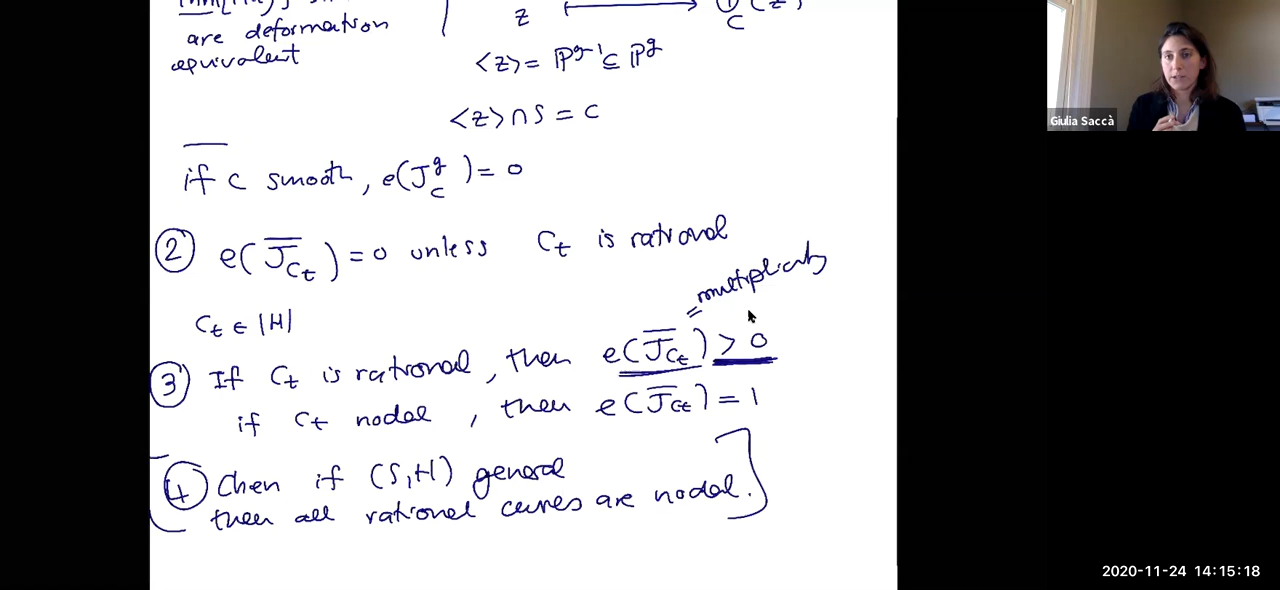 are deformation
equivalent
z ⟼ C
<z> = ℙ^{g-1} ⊆ ℙ^g
<z> ∩ S = C
if C smooth, e(J^g_C) = 0
② e(J̅_{C_t}) = 0 unless C_t is rational
C_t ∈ |H|
= multiplicity
③ If C_t is rational, then e(J̅_{C_t}) > 0
if C_t nodal, then e(J̅_{C_t}) = 1
④ Chen if (S,H) general
then all rational curves are nodal.
Giulia Saccà
2020-11-24 14:15:18